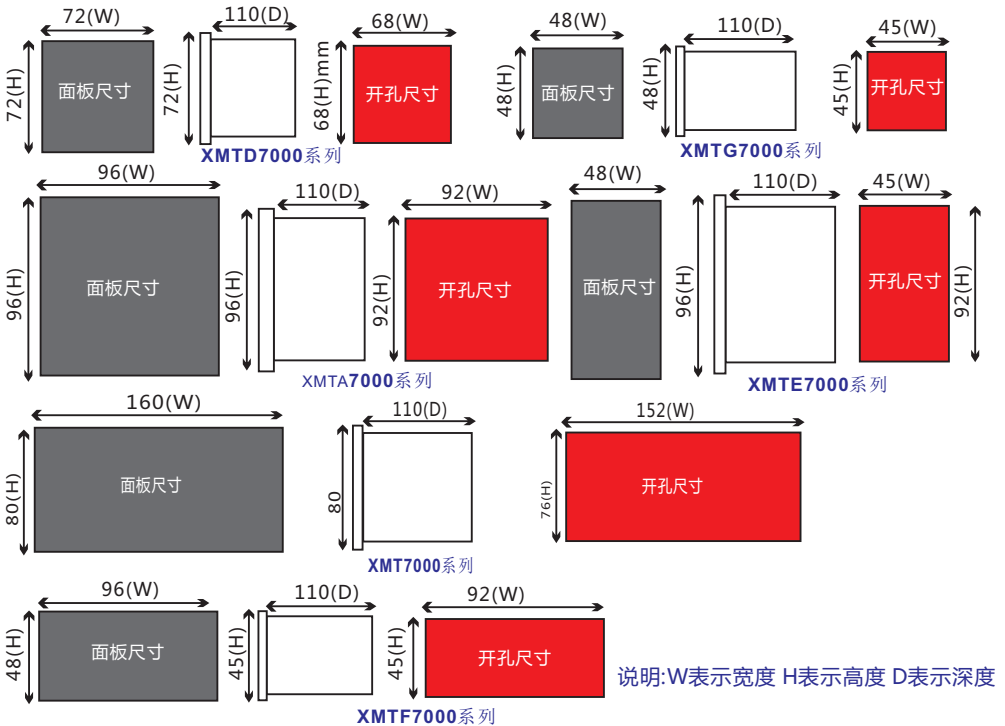 72(W)
110(D)
68(W)
48(W)
110(D)
45(W)
72(H)
面板尺寸
72(H)
68(H)mm
开孔尺寸
48(H)
面板尺寸
48(H)
45(H)
开孔尺寸
XMTD7000系列
XMTG7000系列
96(W)
110(D)
92(W)
48(W)
110(D)
45(W)
96(H)
面板尺寸
96(H)
92(H)
开孔尺寸
面板尺寸
96(H)
开孔尺寸
92(H)
XMTA7000系列
XMTE7000系列
160(W)
110(D)
152(W)
80(H)
面板尺寸
80
76(H)
开孔尺寸
XMT7000系列
96(W)
110(D)
92(W)
48(H)
面板尺寸
45(H)
45(H)
开孔尺寸
说明:W表示宽度 H表示高度 D表示深度
XMTF7000系列